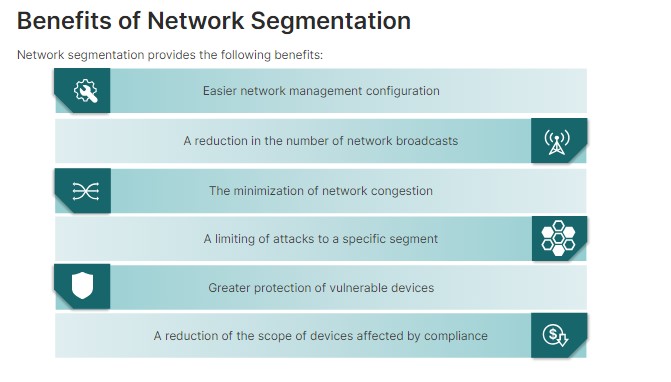 Benefits of Network Segmentation
Network segmentation provides the following benefits:
Easier network management configuration
A reduction in the number of network broadcasts
The minimization of network congestion
A limiting of attacks to a specific segment
Greater protection of vulnerable devices
A reduction of the scope of devices affected by compliance
$